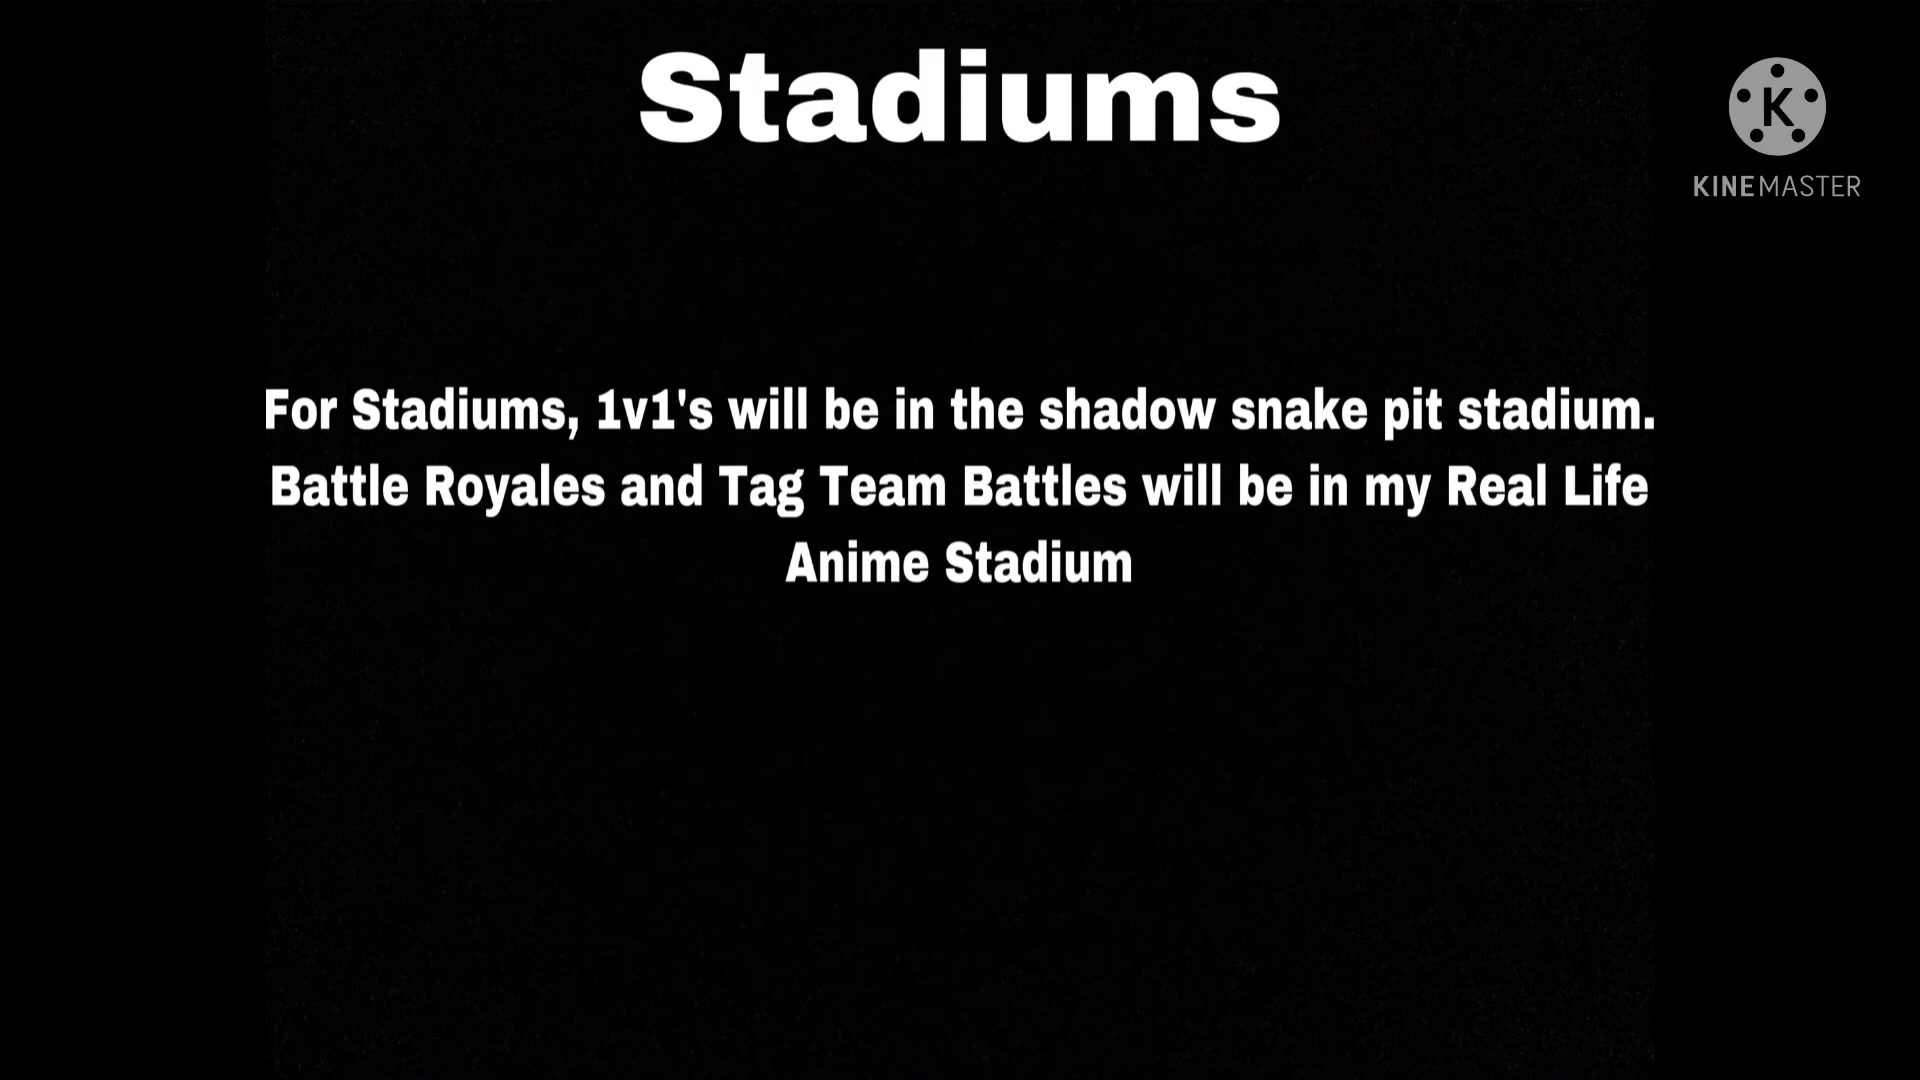 Stadiums
K
KINEMASTER
For Stadiums, 1v1's will be in the shadow snake pit stadium.
Battle Royales and Tag Team Battles will be in my Real Life
Anime Stadium